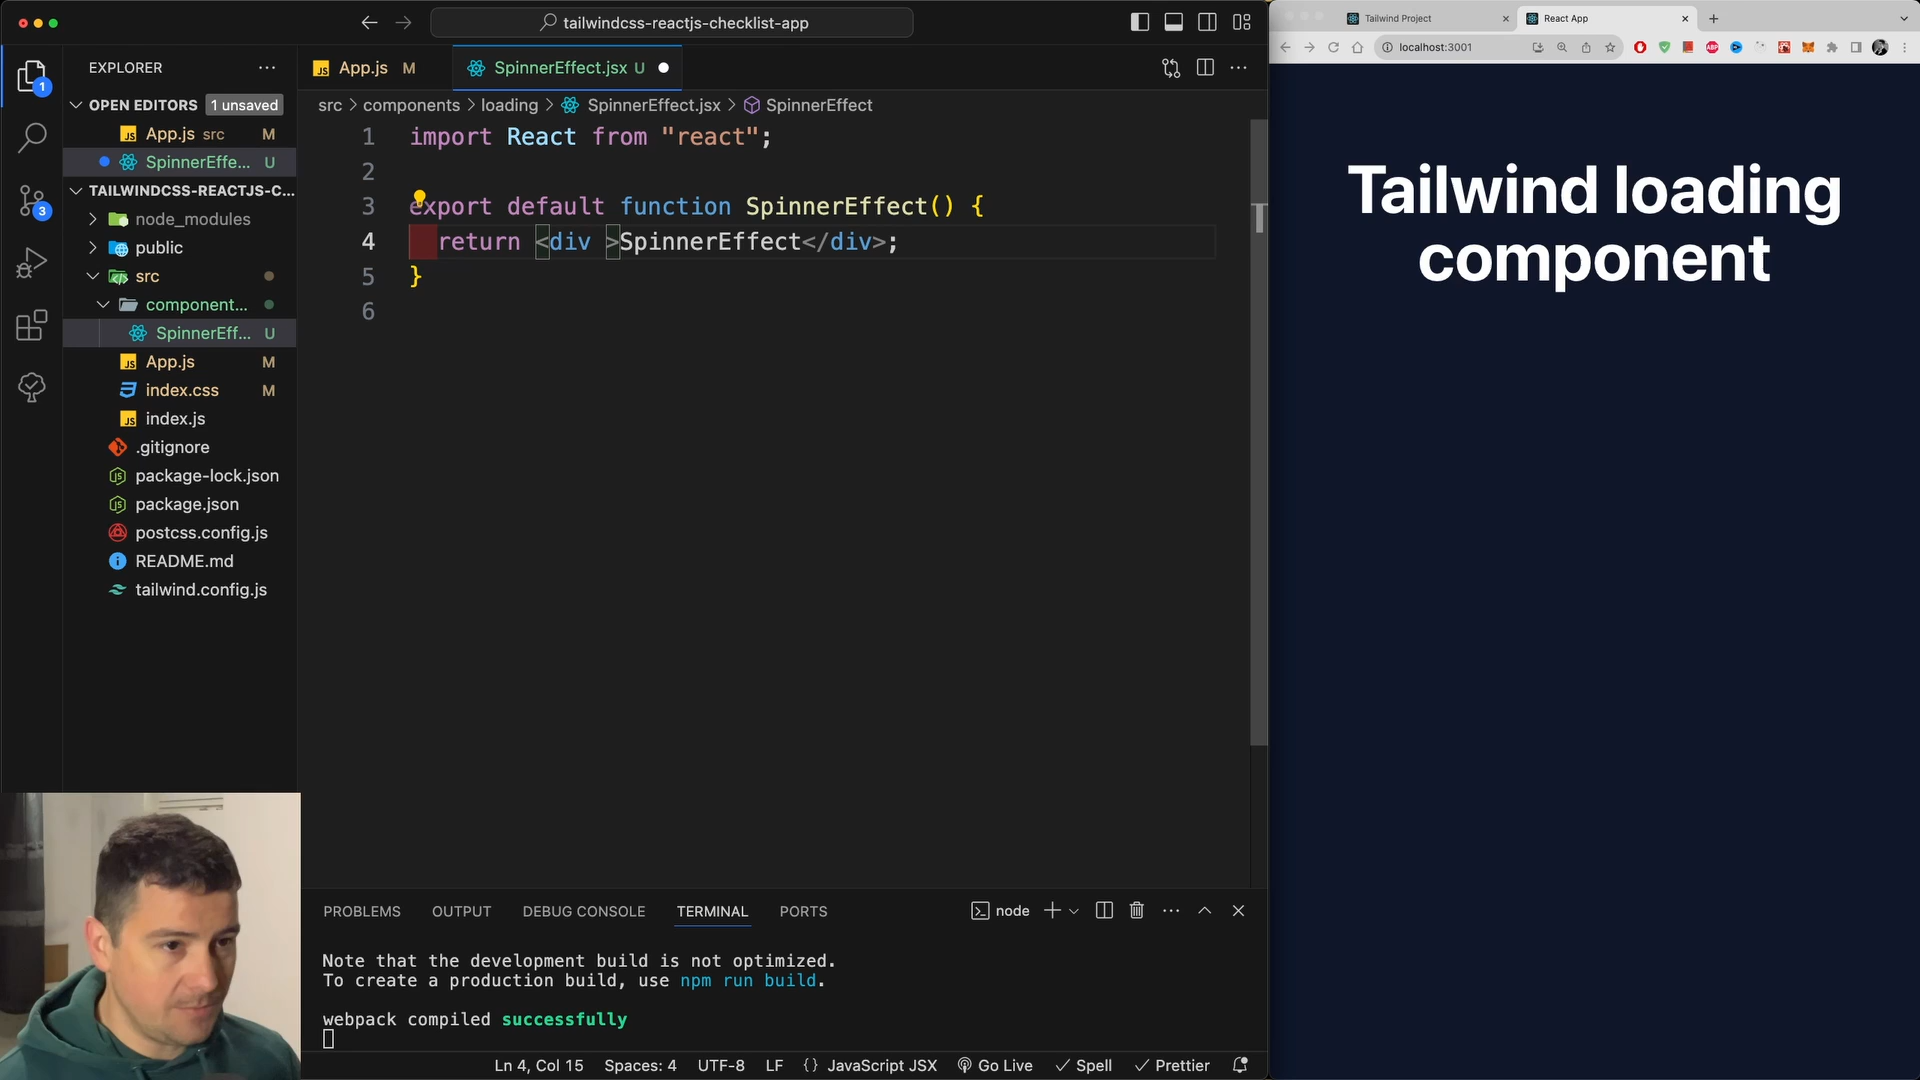 tailwindcss-reactjs-checklist-app
EXPLORER
OPEN EDITORS 1 unsaved
App.js src M
SpinnerEffe... U
TAILWINDCSS-REACTJS-C...
node_modules
public
src
component...
SpinnerEff... U
App.js M
index.css M
index.js
.gitignore
package-lock.json
package.json
postcss.config.js
README.md
tailwind.config.js
1
3
App.js M
SpinnerEffect.jsx U
src > components > loading > SpinnerEffect.jsx > SpinnerEffect
1 import React from "react";
2
3 export default function SpinnerEffect() {
4 return <div >SpinnerEffect</div>;
5 }
6
PROBLEMS OUTPUT DEBUG CONSOLE TERMINAL PORTS
node
Note that the development build is not optimized.
To create a production build, use npm run build.
webpack compiled successfully
Ln 4, Col 15 Spaces: 4 UTF-8 LF {} JavaScript JSX Go Live Spell Prettier
Tailwind Project
React App
localhost:3001
Tailwind loading
component